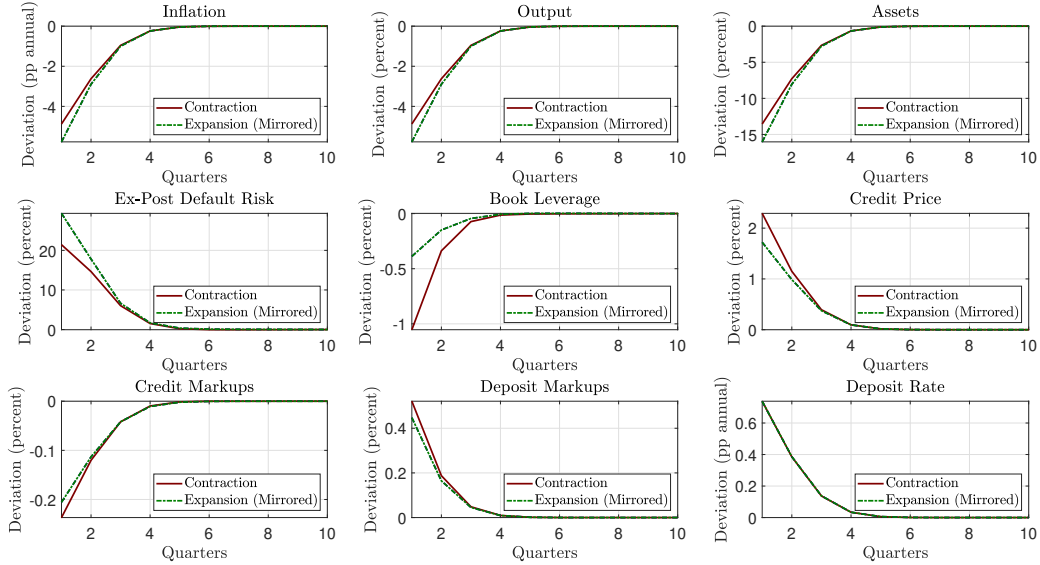 Inflation
Deviation (pp annual)
0
-2
-4
Contraction
Expansion (Mirrored)
2 4 6 8 10
Quarters
Output
Deviation (percent)
0
-2
-4
Contraction
Expansion (Mirrored)
2 4 6 8 10
Quarters
Assets
Deviation (percent)
0
-5
-10
-15
Contraction
Expansion (Mirrored)
2 4 6 8 10
Quarters
Ex-Post Default Risk
Deviation (percent)
20
10
0
Contraction
Expansion (Mirrored)
2 4 6 8 10
Quarters
Book Leverage
Deviation (percent)
0
-0.5
-1
Contraction
Expansion (Mirrored)
2 4 6 8 10
Quarters
Credit Price
Deviation (percent)
2
1
0
Contraction
Expansion (Mirrored)
2 4 6 8 10
Quarters
Credit Markups
Deviation (percent)
0
-0.1
-0.2
Contraction
Expansion (Mirrored)
2 4 6 8 10
Quarters
Deposit Markups
Deviation (percent)
0.4
0.2
0
Contraction
Expansion (Mirrored)
2 4 6 8 10
Quarters
Deposit Rate
Deviation (pp annual)
0.6
0.4
0.2
0
Contraction
Expansion (Mirrored)
2 4 6 8 10
Quarters